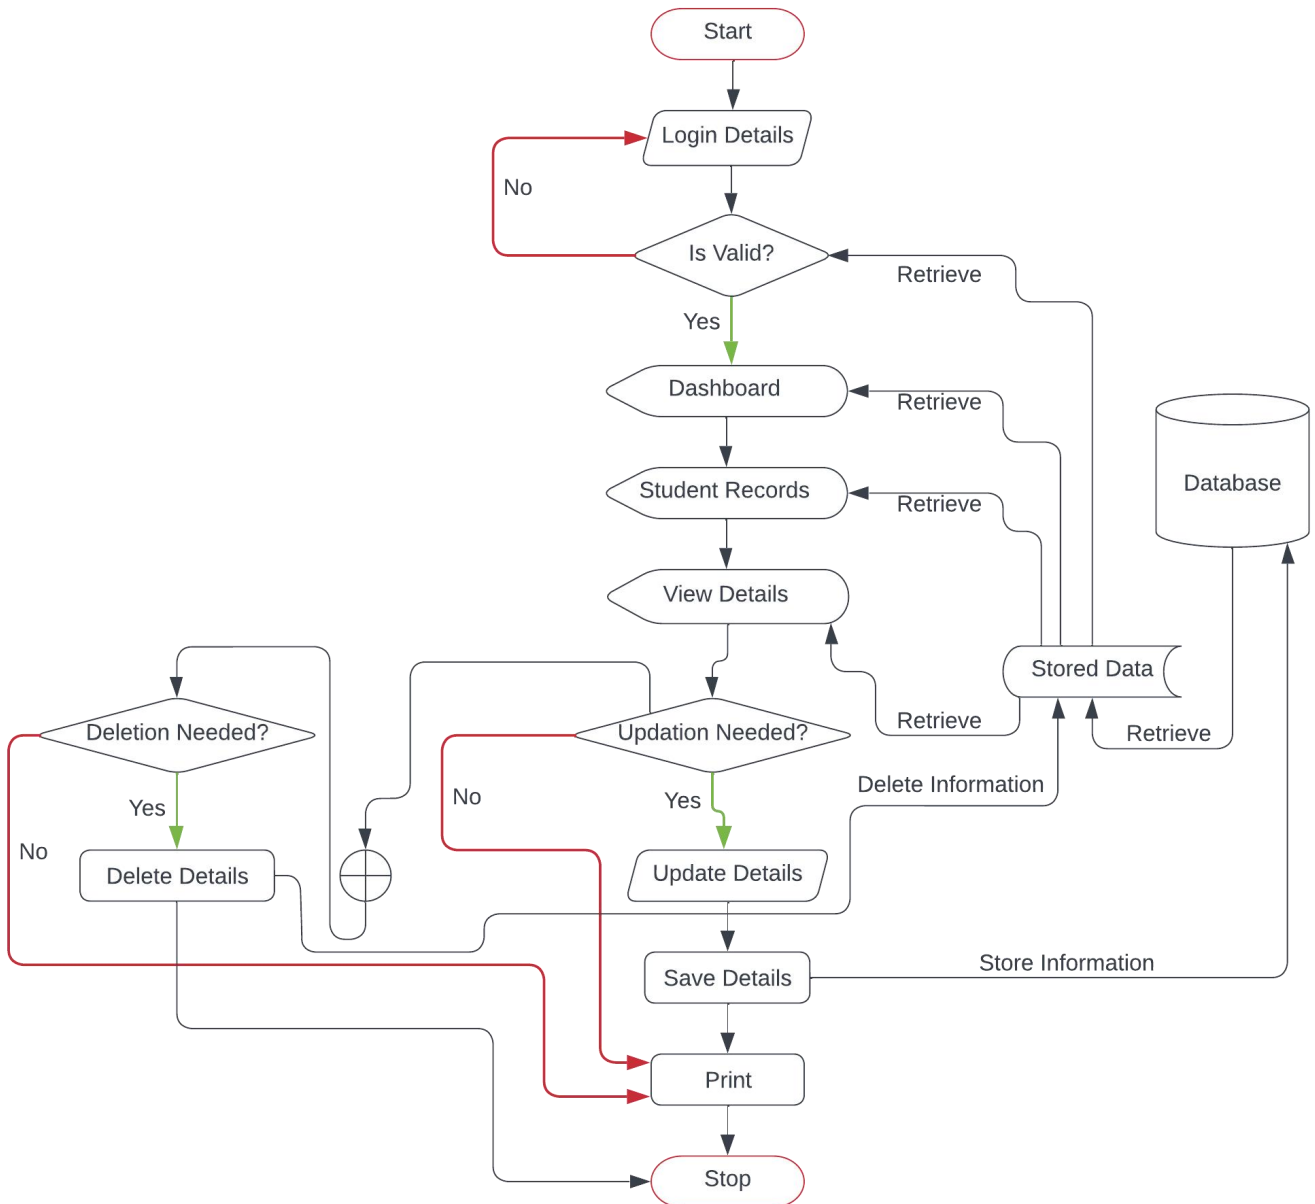 Start
Login Details
No
Is Valid?
Retrieve
Yes
Dashboard
Retrieve
Student Records
Retrieve
Database
View Details
Stored Data
Retrieve
Retrieve
Deletion Needed?
Updation Needed?
Delete Information
Yes
No
Yes
No
Delete Details
Update Details
Store Information
Save Details
Print
Stop